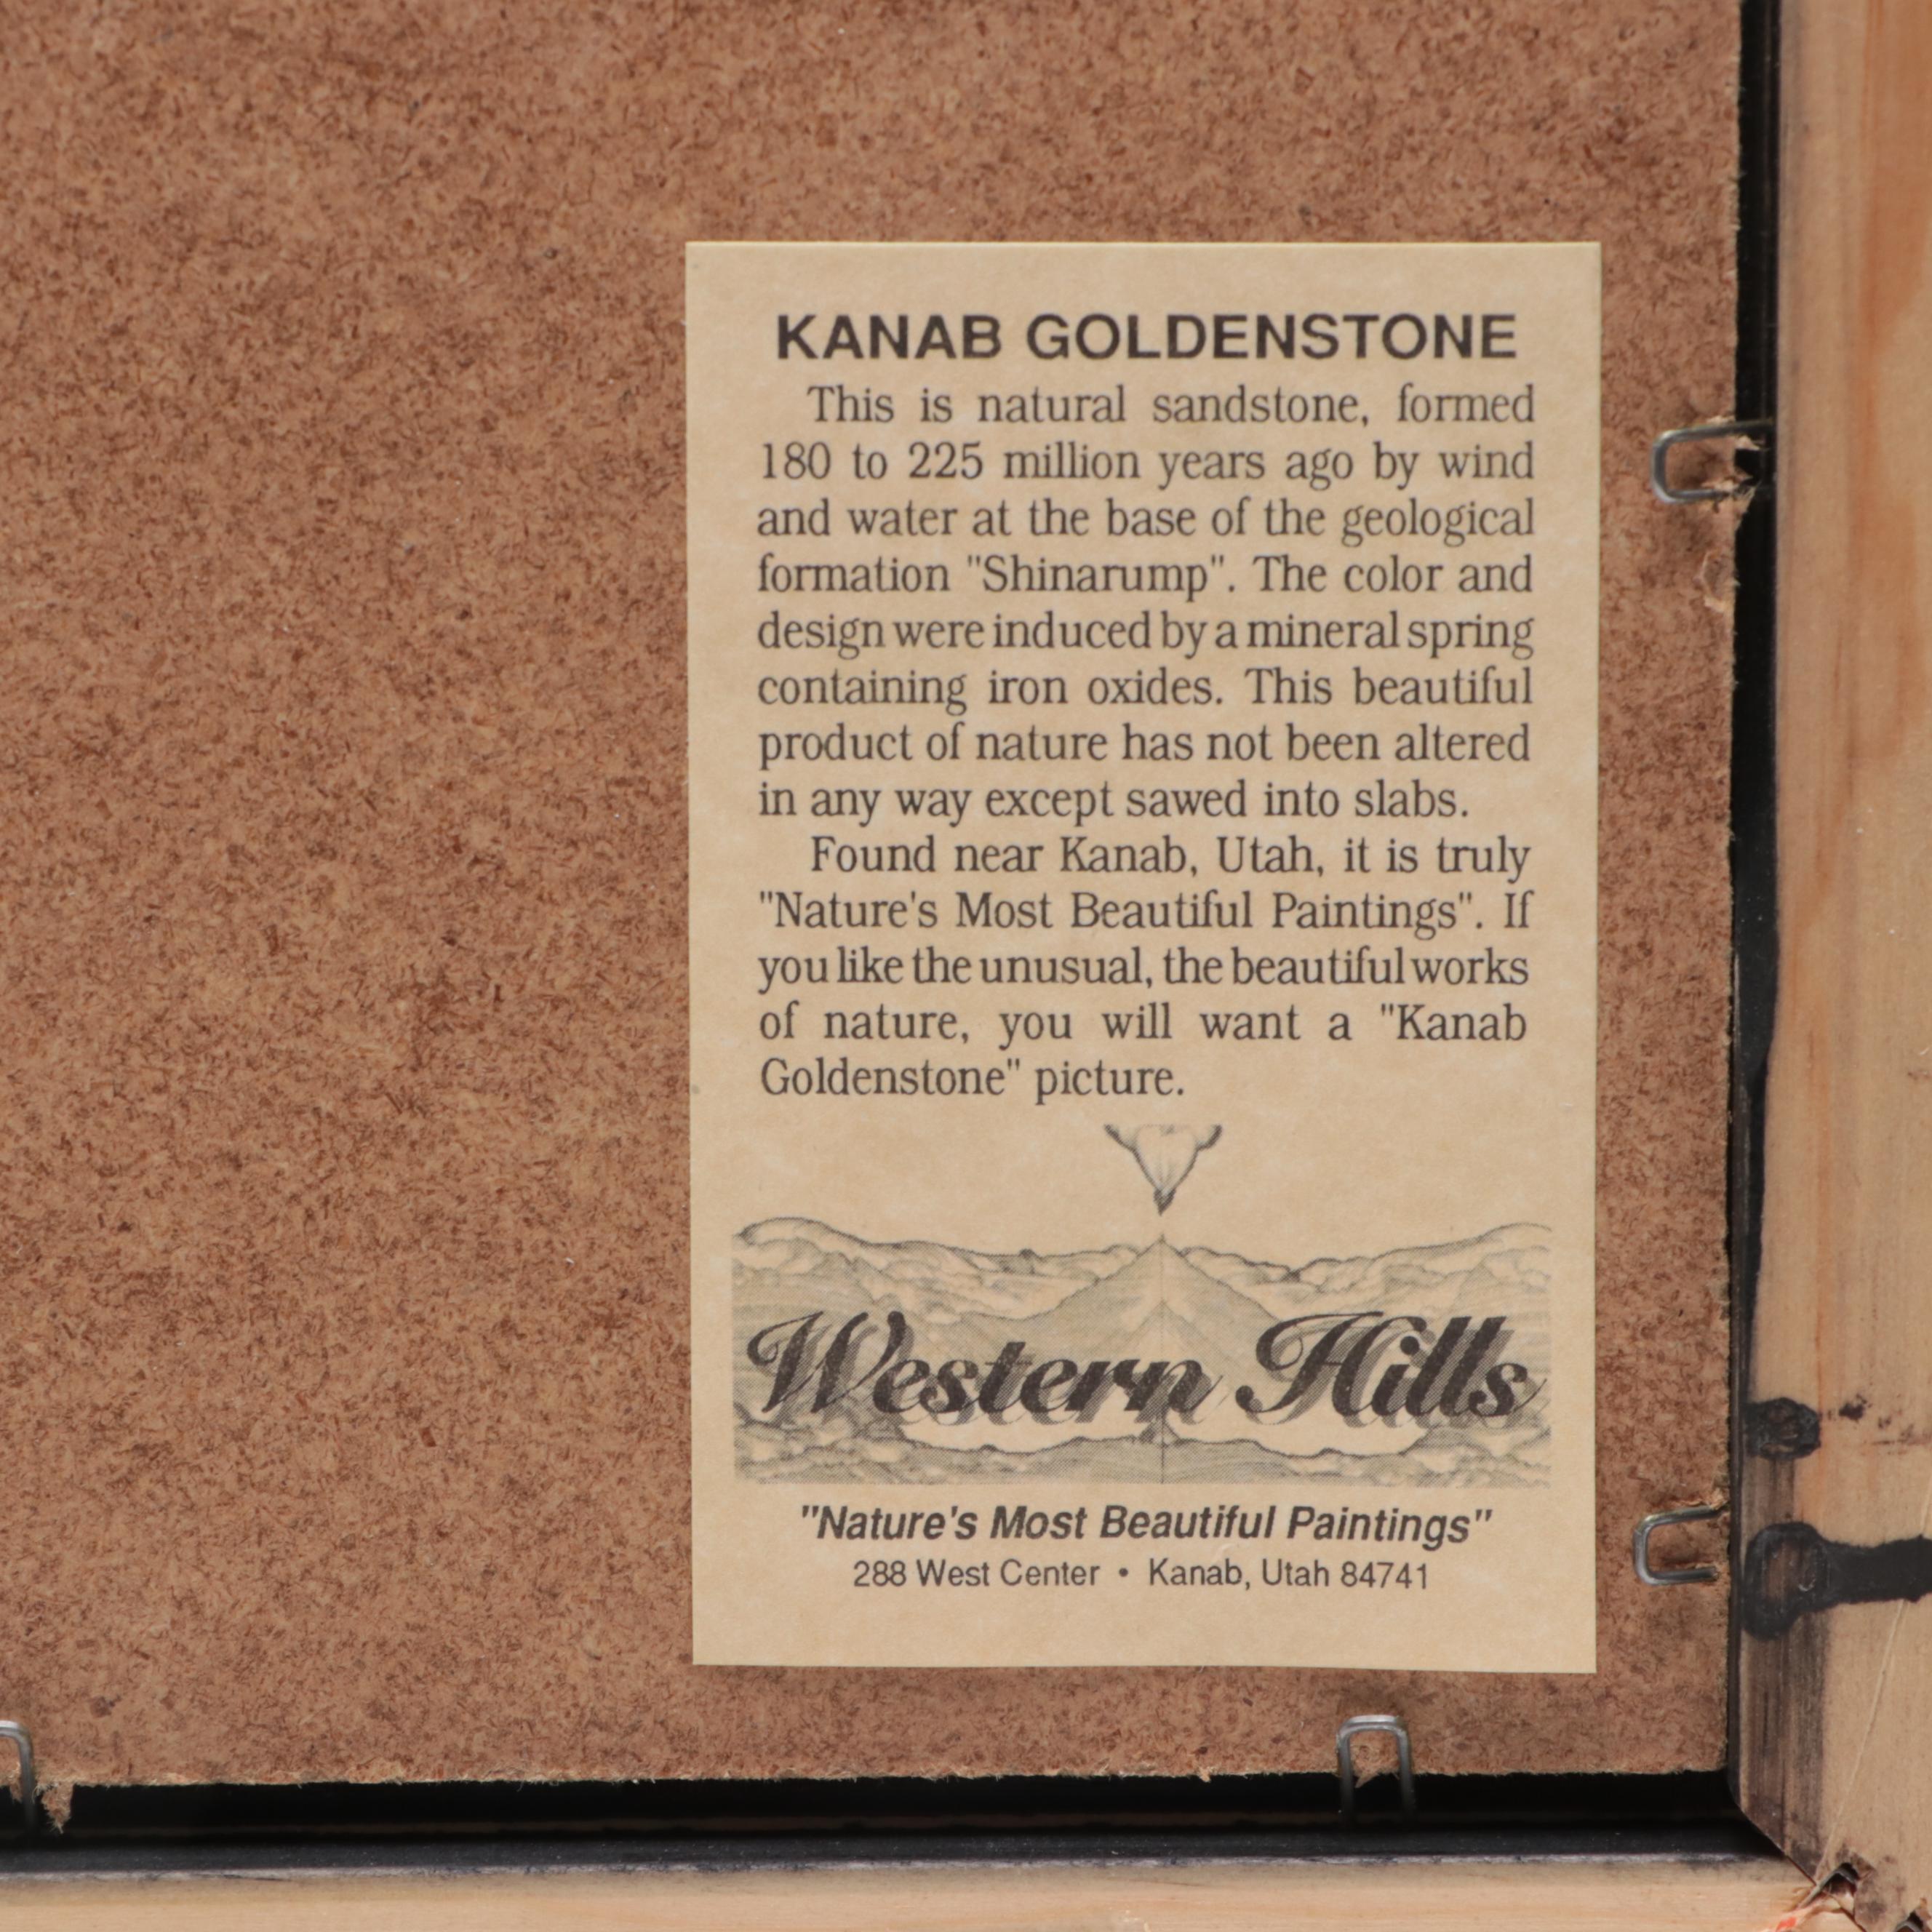 KANAB GOLDENSTONE
This is natural sandstone, formed
180 to 225 million years ago by wind
and water at the base of the geological
formation "Shinarump". The color and
design were induced by a mineral spring
containing iron oxides. This beautiful
product of nature has not been altered
in any way except sawed into slabs.
Found near Kanab, Utah, it is truly
"Nature's Most Beautiful Paintings". If
you like the unusual, the beautiful works
of nature, you will want a "Kanab
Goldenstone" picture.
Western Hills
"Nature's Most Beautiful Paintings"
288 West Center • Kanab, Utah 84741